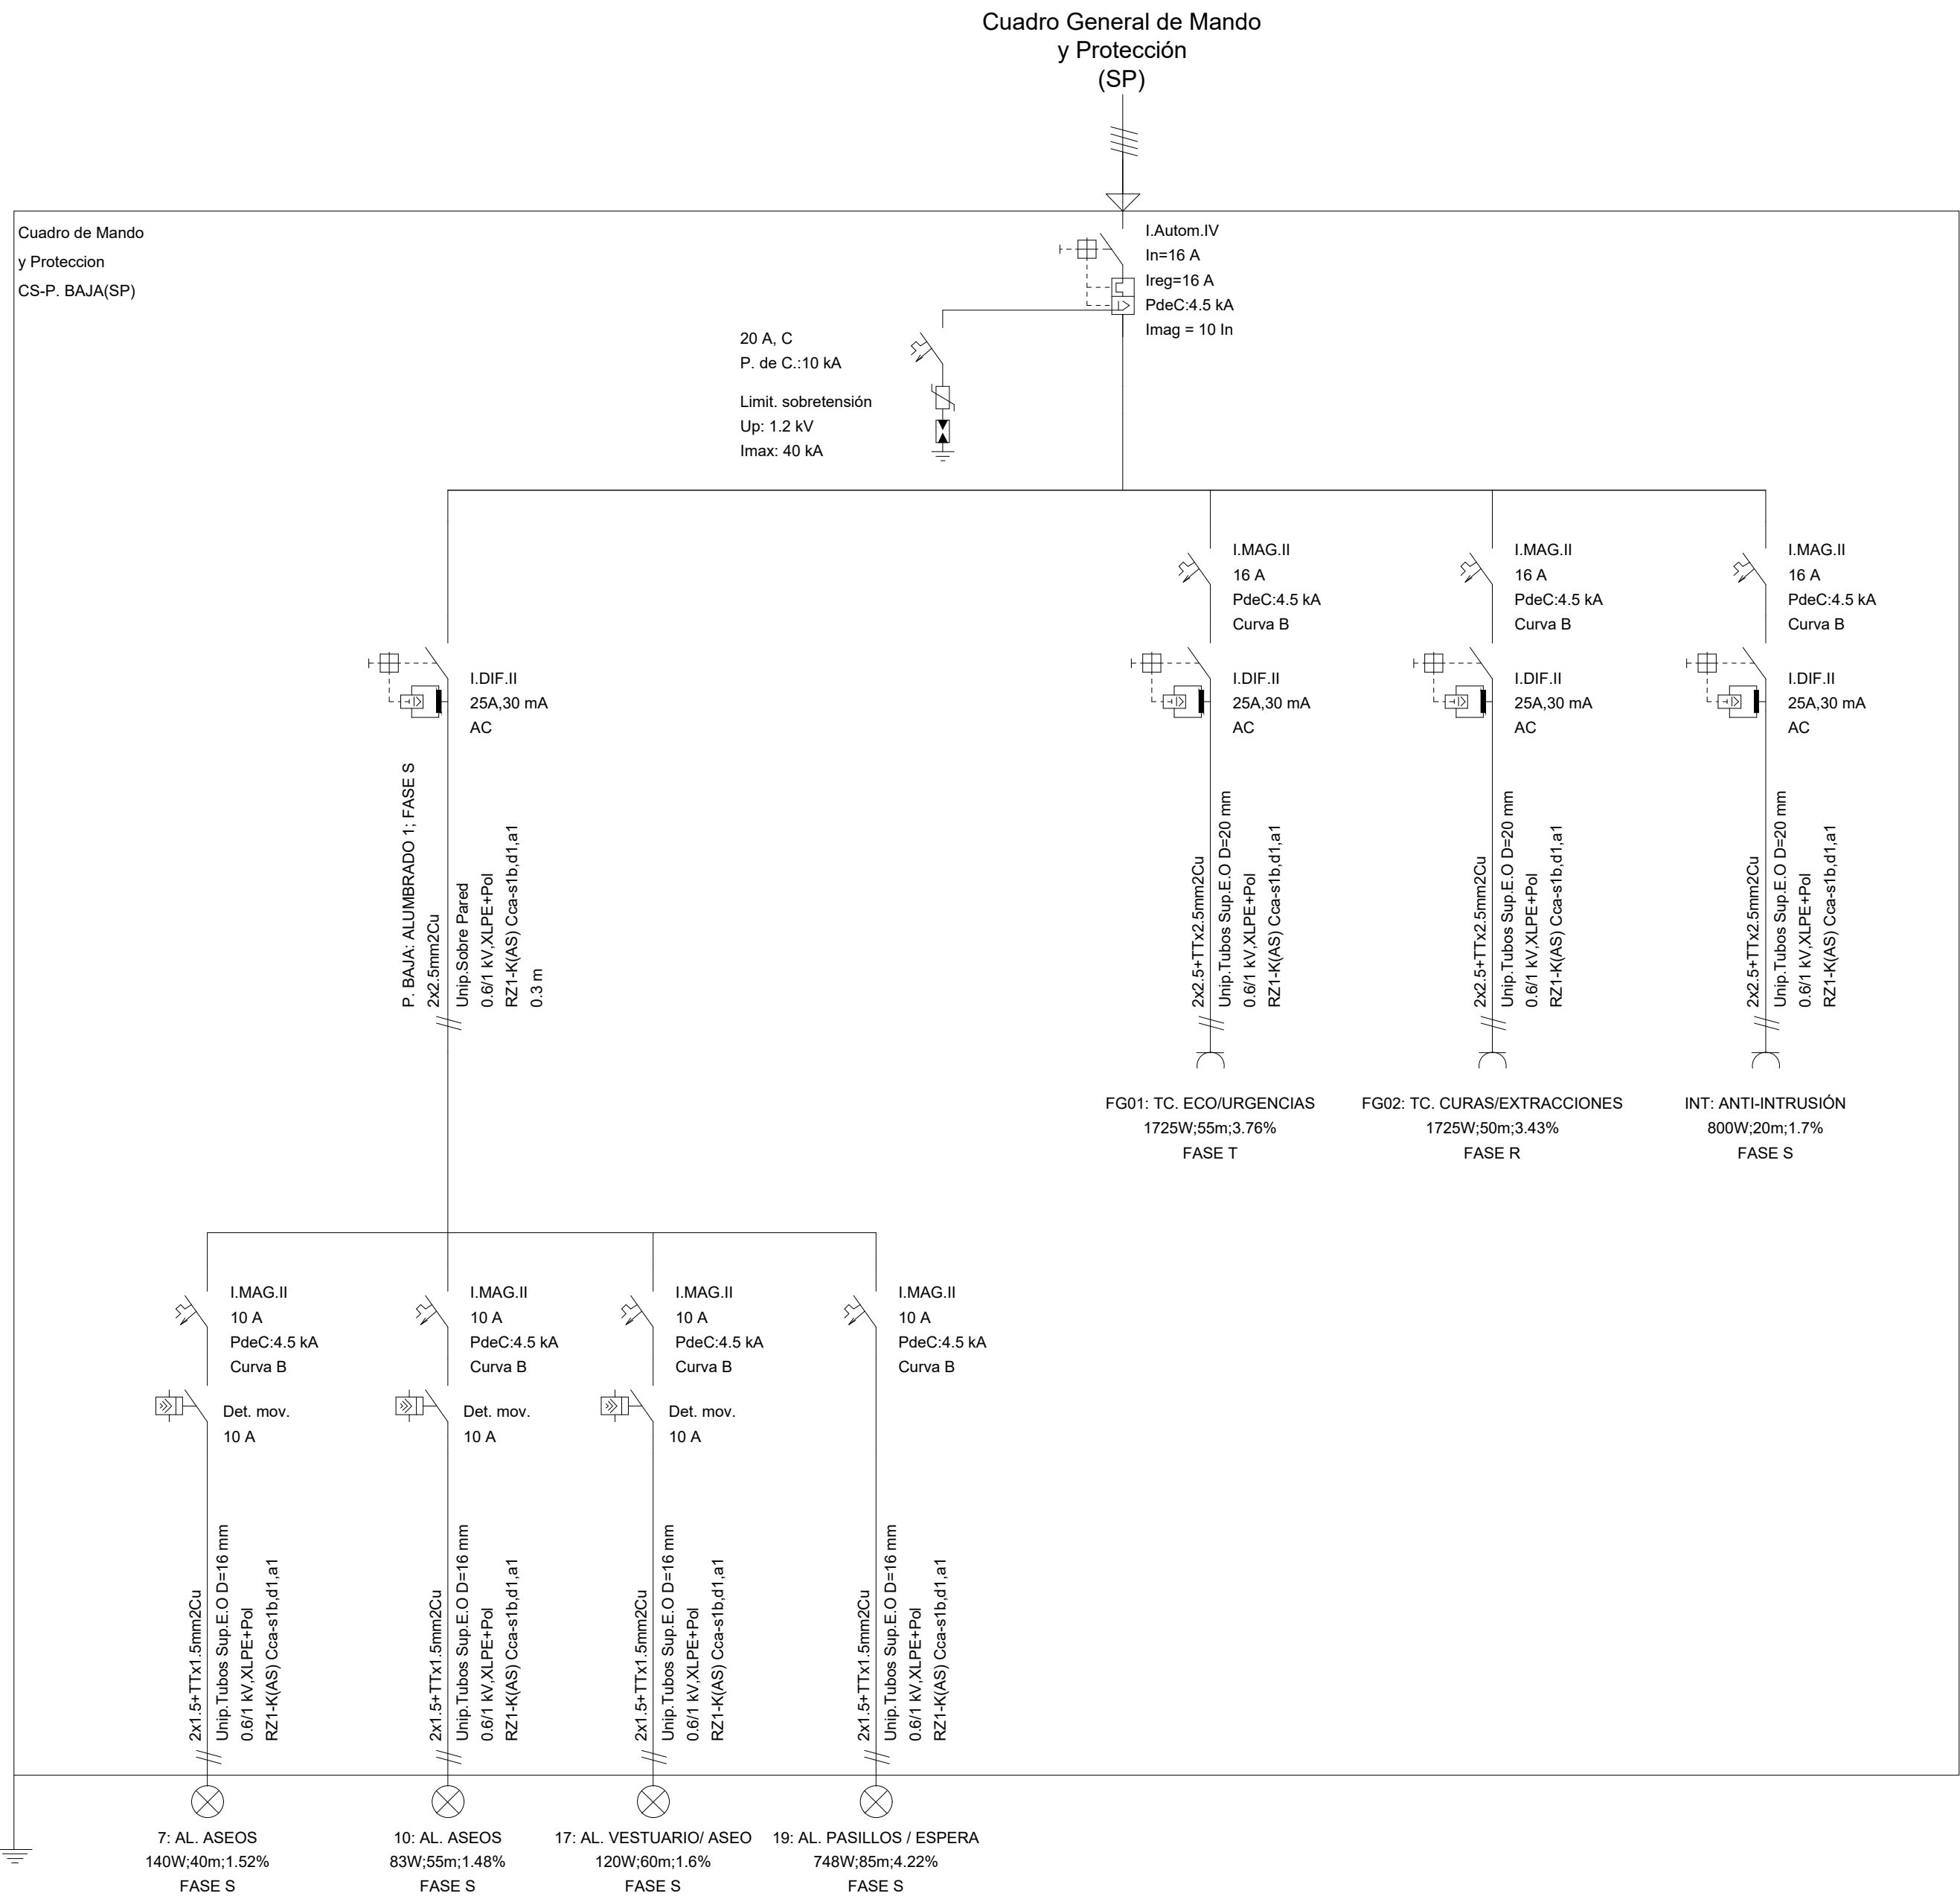 Cuadro General de Mando
y Protección
(SP)
Cuadro de Mando
y Proteccion
CS-P. BAJA(SP)
I.Autom.IV
In=16 A
Ireg=16 A
PdeC:4.5 kA
Imag = 10 In
20 A, C
P. de C.:10 kA
Limit. sobretensión
Up: 1.2 kV
Imax: 40 kA
I.MAG.II
16 A
PdeC:4.5 kA
Curva B
I.MAG.II
16 A
PdeC:4.5 kA
Curva B
I.MAG.II
16 A
PdeC:4.5 kA
Curva B
I.DIF.II
25A,30 mA
AC
I.DIF.II
25A,30 mA
AC
I.DIF.II
25A,30 mA
AC
I.DIF.II
25A,30 mA
AC
P. BAJA: ALUMBRADO 1; FASE S
2x2.5mm2Cu
Unip.Sobre Pared
0.6/1 kV,XLPE+Pol
RZ1-K(AS) Cca-s1b,d1,a1
0.3 m
2x2.5+TTx2.5mm2Cu
Unip.Tubos Sup.E.O D=20 mm
0.6/1 kV,XLPE+Pol
RZ1-K(AS) Cca-s1b,d1,a1
2x2.5+TTx2.5mm2Cu
Unip.Tubos Sup.E.O D=20 mm
0.6/1 kV,XLPE+Pol
RZ1-K(AS) Cca-s1b,d1,a1
2x2.5+TTx2.5mm2Cu
Unip.Tubos Sup.E.O D=20 mm
0.6/1 kV,XLPE+Pol
RZ1-K(AS) Cca-s1b,d1,a1
FG01: TC. ECO/URGENCIAS
1725W;55m;3.76%
FASE T
FG02: TC. CURAS/EXTRACCIONES
1725W;50m;3.43%
FASE R
INT: ANTI-INTRUSIÓN
800W;20m;1.7%
FASE S
I.MAG.II
10 A
PdeC:4.5 kA
Curva B
I.MAG.II
10 A
PdeC:4.5 kA
Curva B
I.MAG.II
10 A
PdeC:4.5 kA
Curva B
I.MAG.II
10 A
PdeC:4.5 kA
Curva B
Det. mov.
10 A
Det. mov.
10 A
Det. mov.
10 A
2x1.5+TTx1.5mm2Cu
Unip.Tubos Sup.E.O D=16 mm
0.6/1 kV,XLPE+Pol
RZ1-K(AS) Cca-s1b,d1,a1
2x1.5+TTx1.5mm2Cu
Unip.Tubos Sup.E.O D=16 mm
0.6/1 kV,XLPE+Pol
RZ1-K(AS) Cca-s1b,d1,a1
2x1.5+TTx1.5mm2Cu
Unip.Tubos Sup.E.O D=16 mm
0.6/1 kV,XLPE+Pol
RZ1-K(AS) Cca-s1b,d1,a1
2x1.5+TTx1.5mm2Cu
Unip.Tubos Sup.E.O D=16 mm
0.6/1 kV,XLPE+Pol
RZ1-K(AS) Cca-s1b,d1,a1
7: AL. ASEOS
140W;40m;1.52%
FASE S
10: AL. ASEOS
83W;55m;1.48%
FASE S
17: AL. VESTUARIO/ ASEO
120W;60m;1.6%
FASE S
19: AL. PASILLOS / ESPERA
748W;85m;4.22%
FASE S